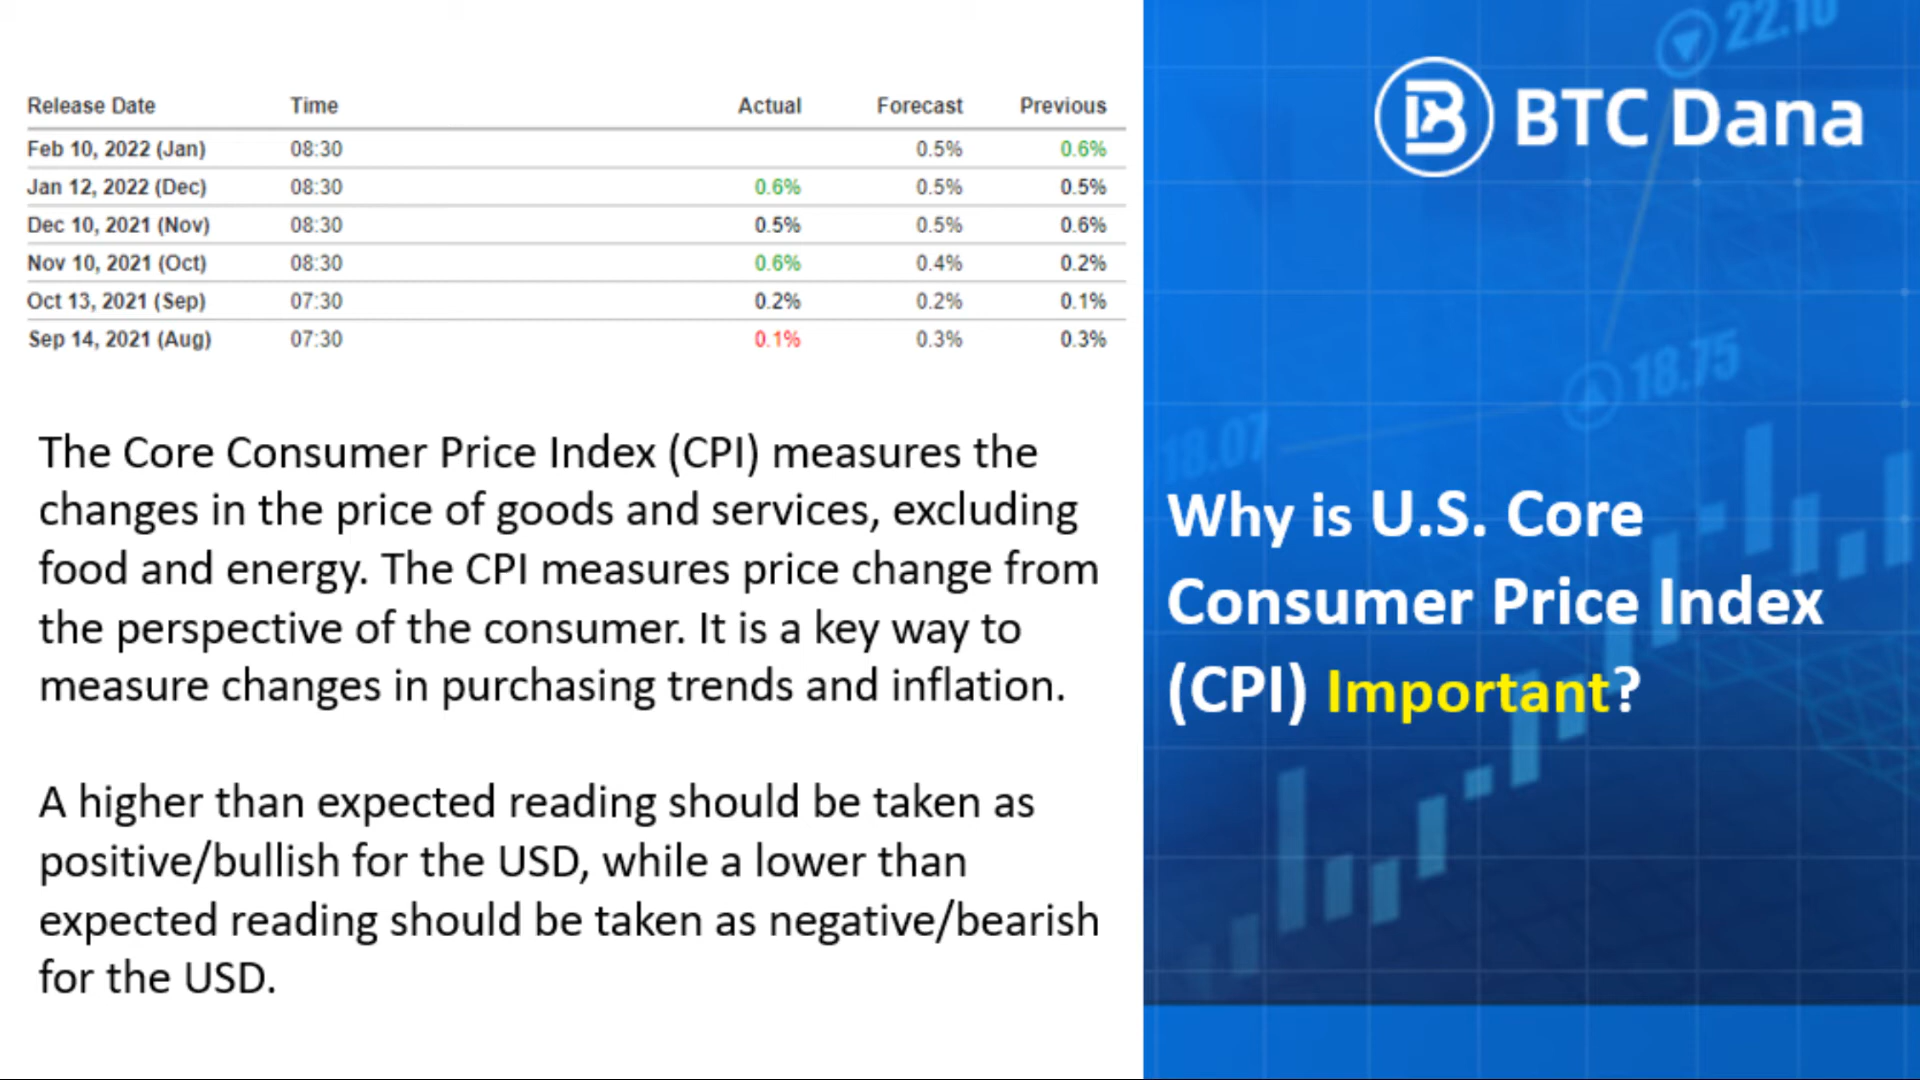 Release Date Time Actual Forecast Previous
Feb 10, 2022 (Jan) 08:30 0.5% 0.6%
Jan 12, 2022 (Dec) 08:30 0.6% 0.5% 0.5%
Dec 10, 2021 (Nov) 08:30 0.5% 0.5% 0.6%
Nov 10, 2021 (Oct) 08:30 0.6% 0.4% 0.2%
Oct 13, 2021 (Sep) 07:30 0.2% 0.2% 0.1%
Sep 14, 2021 (Aug) 07:30 0.1% 0.3% 0.3%
The Core Consumer Price Index (CPI) measures the
changes in the price of goods and services, excluding
food and energy. The CPI measures price change from
the perspective of the consumer. It is a key way to
measure changes in purchasing trends and inflation.
A higher than expected reading should be taken as
positive/bullish for the USD, while a lower than
expected reading should be taken as negative/bearish
for the USD.
22.10
BTC Dana
18.75
18.07
Why is U.S. Core
Consumer Price Index
(CPI) Important?